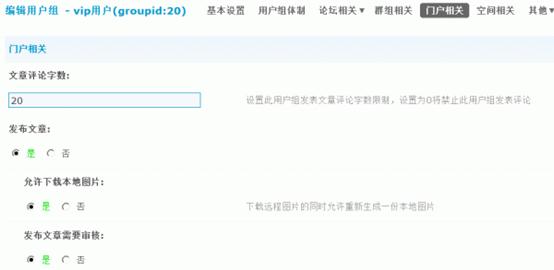 编辑用户组 - vip用户(groupid:20) 基本设置 用户组体制 论坛相关▼ 群组相关 门户相关 空间相关 其他▼
门户相关
文章评论字数:
20 设置此用户组发表文章评论字数限制，设置为0将禁止此用户组发表评论
发布文章:
是 否
允许下载本地图片:
是 否 下载远程图片的同时允许重新生成一份本地图片
发布文章需要审核:
是 否